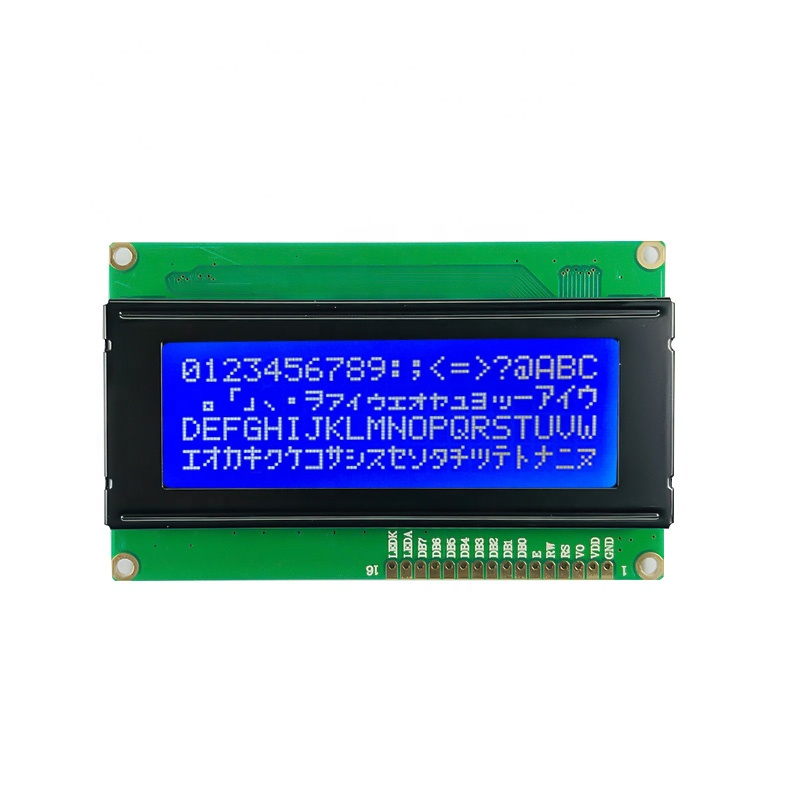 0123456789:;<=>?@ABC
。「」、・ヲァィゥェォャュョッーアイウ
DEFGHIJKLMNOPQRSTUVW
エオカキクケコサシスセソタチツテトナニヌ
16 LEDK LEDA DB7 DB6 DB5 DB4 DB3 DB2 DB1 DB0 E RW RS VO VDD GND 1